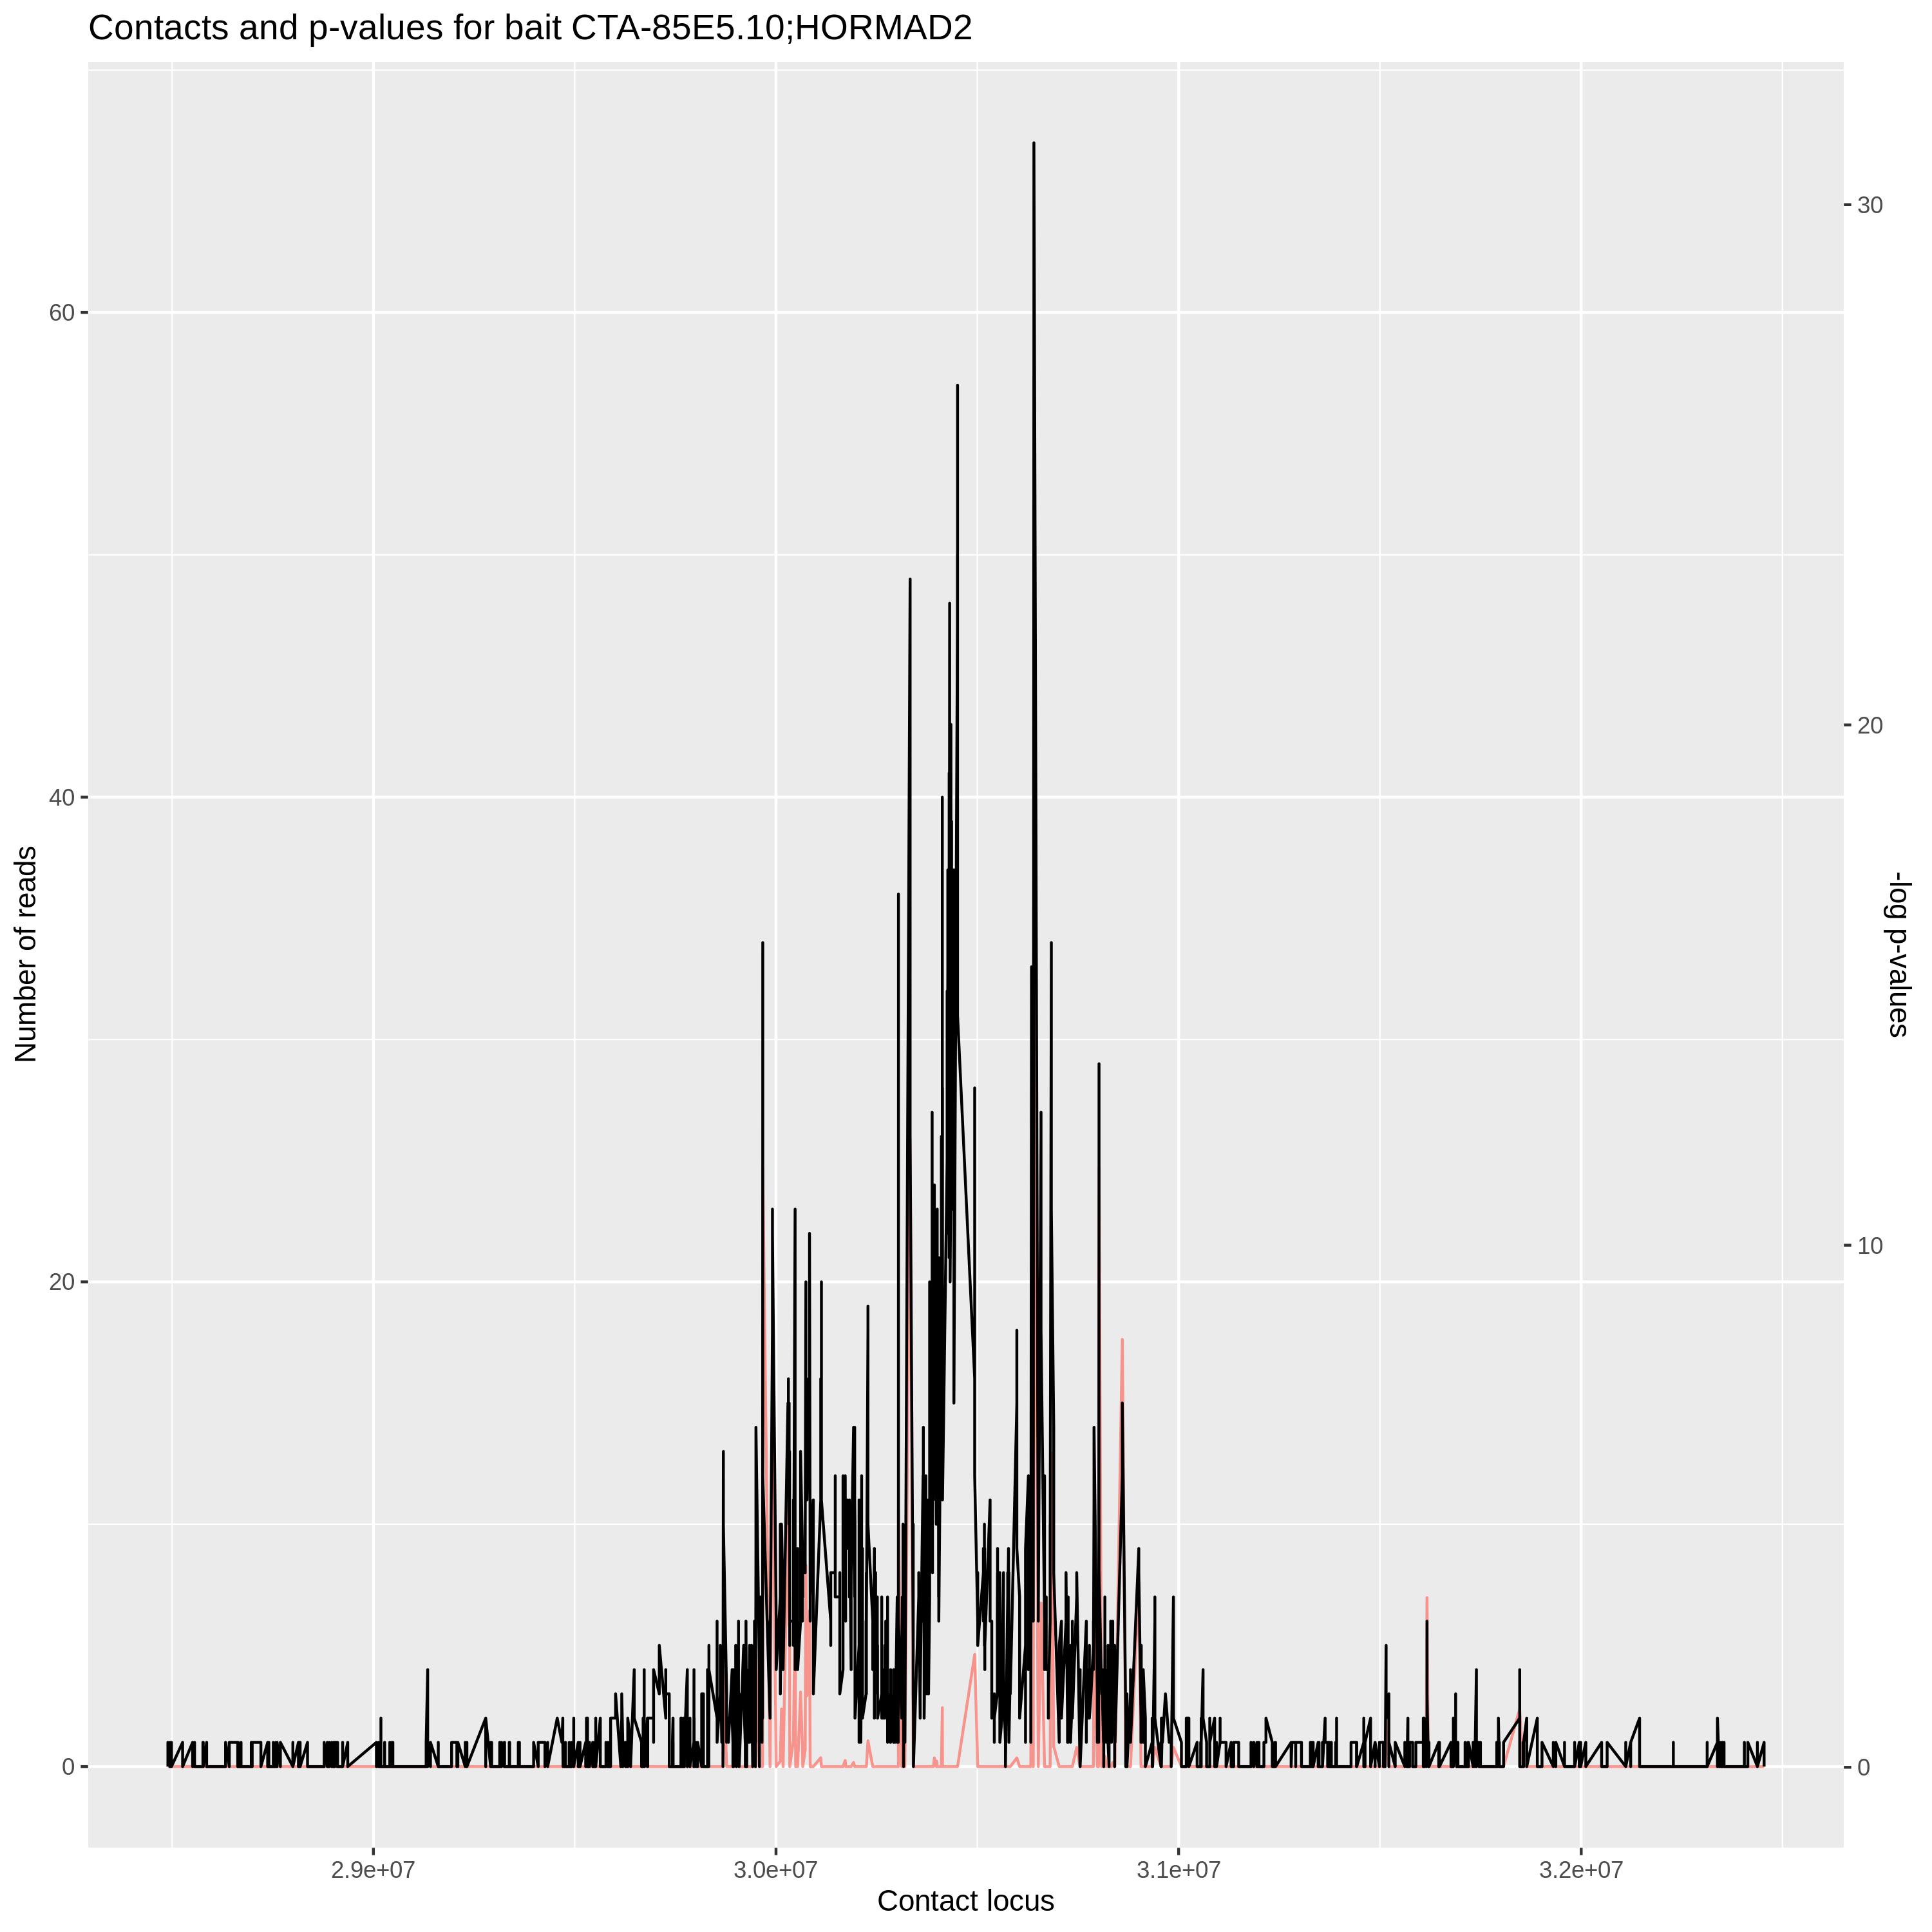 Contacts and p-values for bait CTA-85E5.10;HORMAD2
Number of reads
60
40
20
0
30
20
10
0
-log p-values
2.9e+07 3.0e+07 3.1e+07 3.2e+07
Contact locus